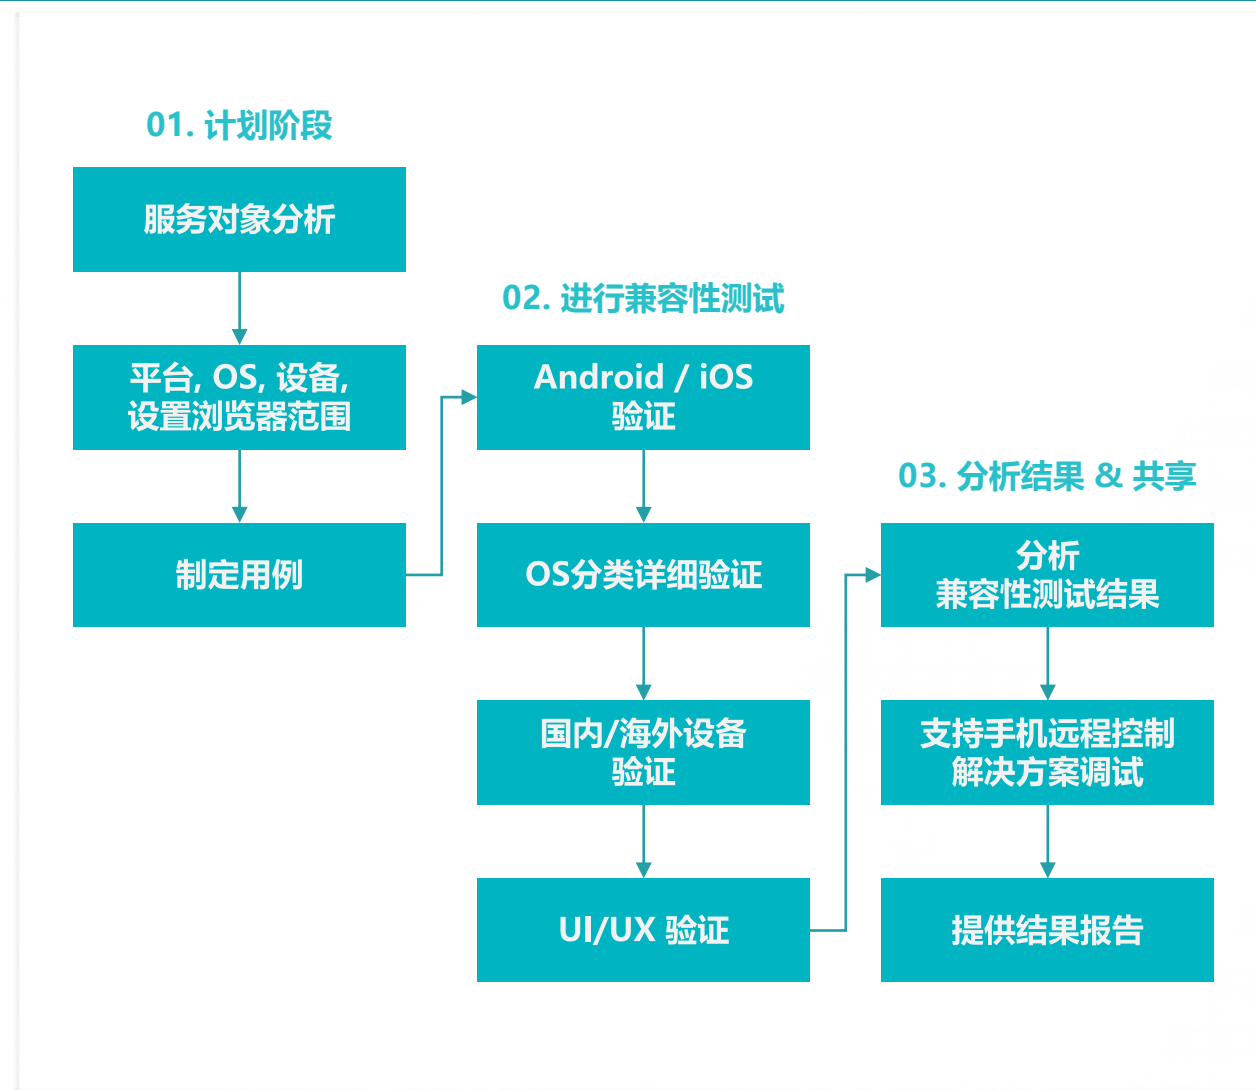 01. 计划阶段
服务对象分析
平台, OS, 设备,
设置浏览器范围
制定用例
02. 进行兼容性测试
Android / iOS
验证
OS分类详细验证
国内/海外设备
验证
UI/UX 验证
03. 分析结果 & 共享
分析
兼容性测试结果
支持手机远程控制
解决方案调试
提供结果报告